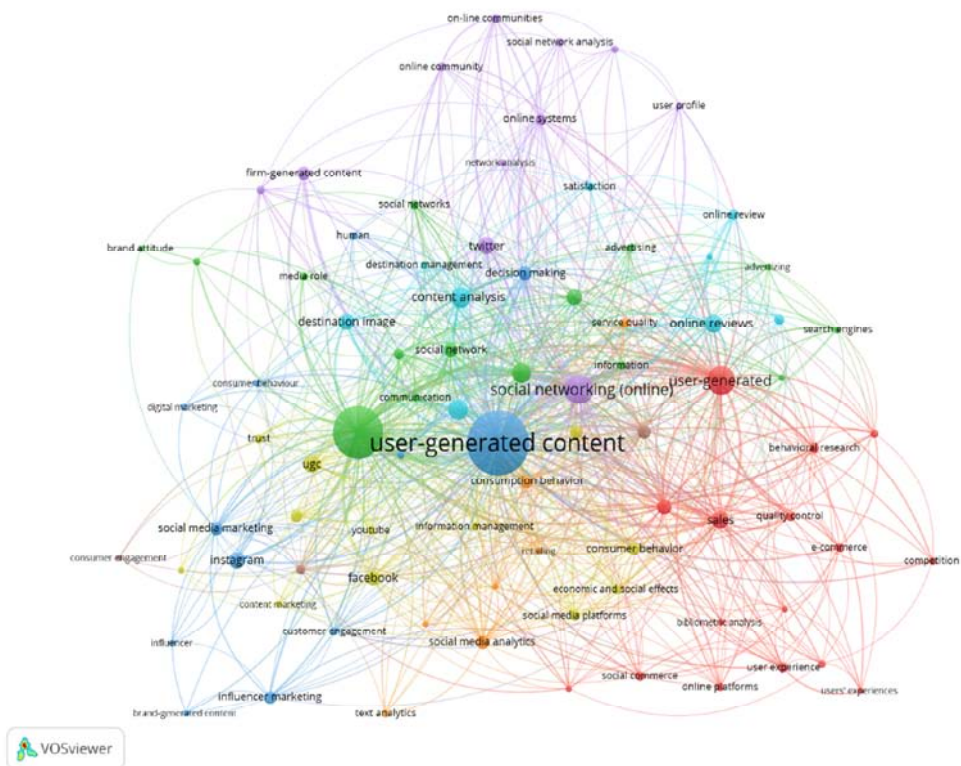 on-line communities
social network analysis
online community
user profile
online systems
network analysis
firm-generated content
satisfaction
social networks
online review
human
twitter
brand attitude
advertising
destination management
advertizing
media role
decision making
content analysis
destination image
service quality
online reviews
search engines
social network
information
user-generated
consumer behaviour
social networking (online)
communication
digital marketing
trust
user-generated content
behavioral research
ugc
consumption behavior
social media marketing
youtube
information management
sales
quality control
consumer engagement
instagram
retailing
consumer behavior
e-commerce
competition
facebook
economic and social effects
content marketing
social media platforms
bibliometric analysis
customer engagement
influencer
social media analytics
user experience
social commerce
online platforms
users' experiences
influencer marketing
brand-generated content
text analytics
VOSviewer